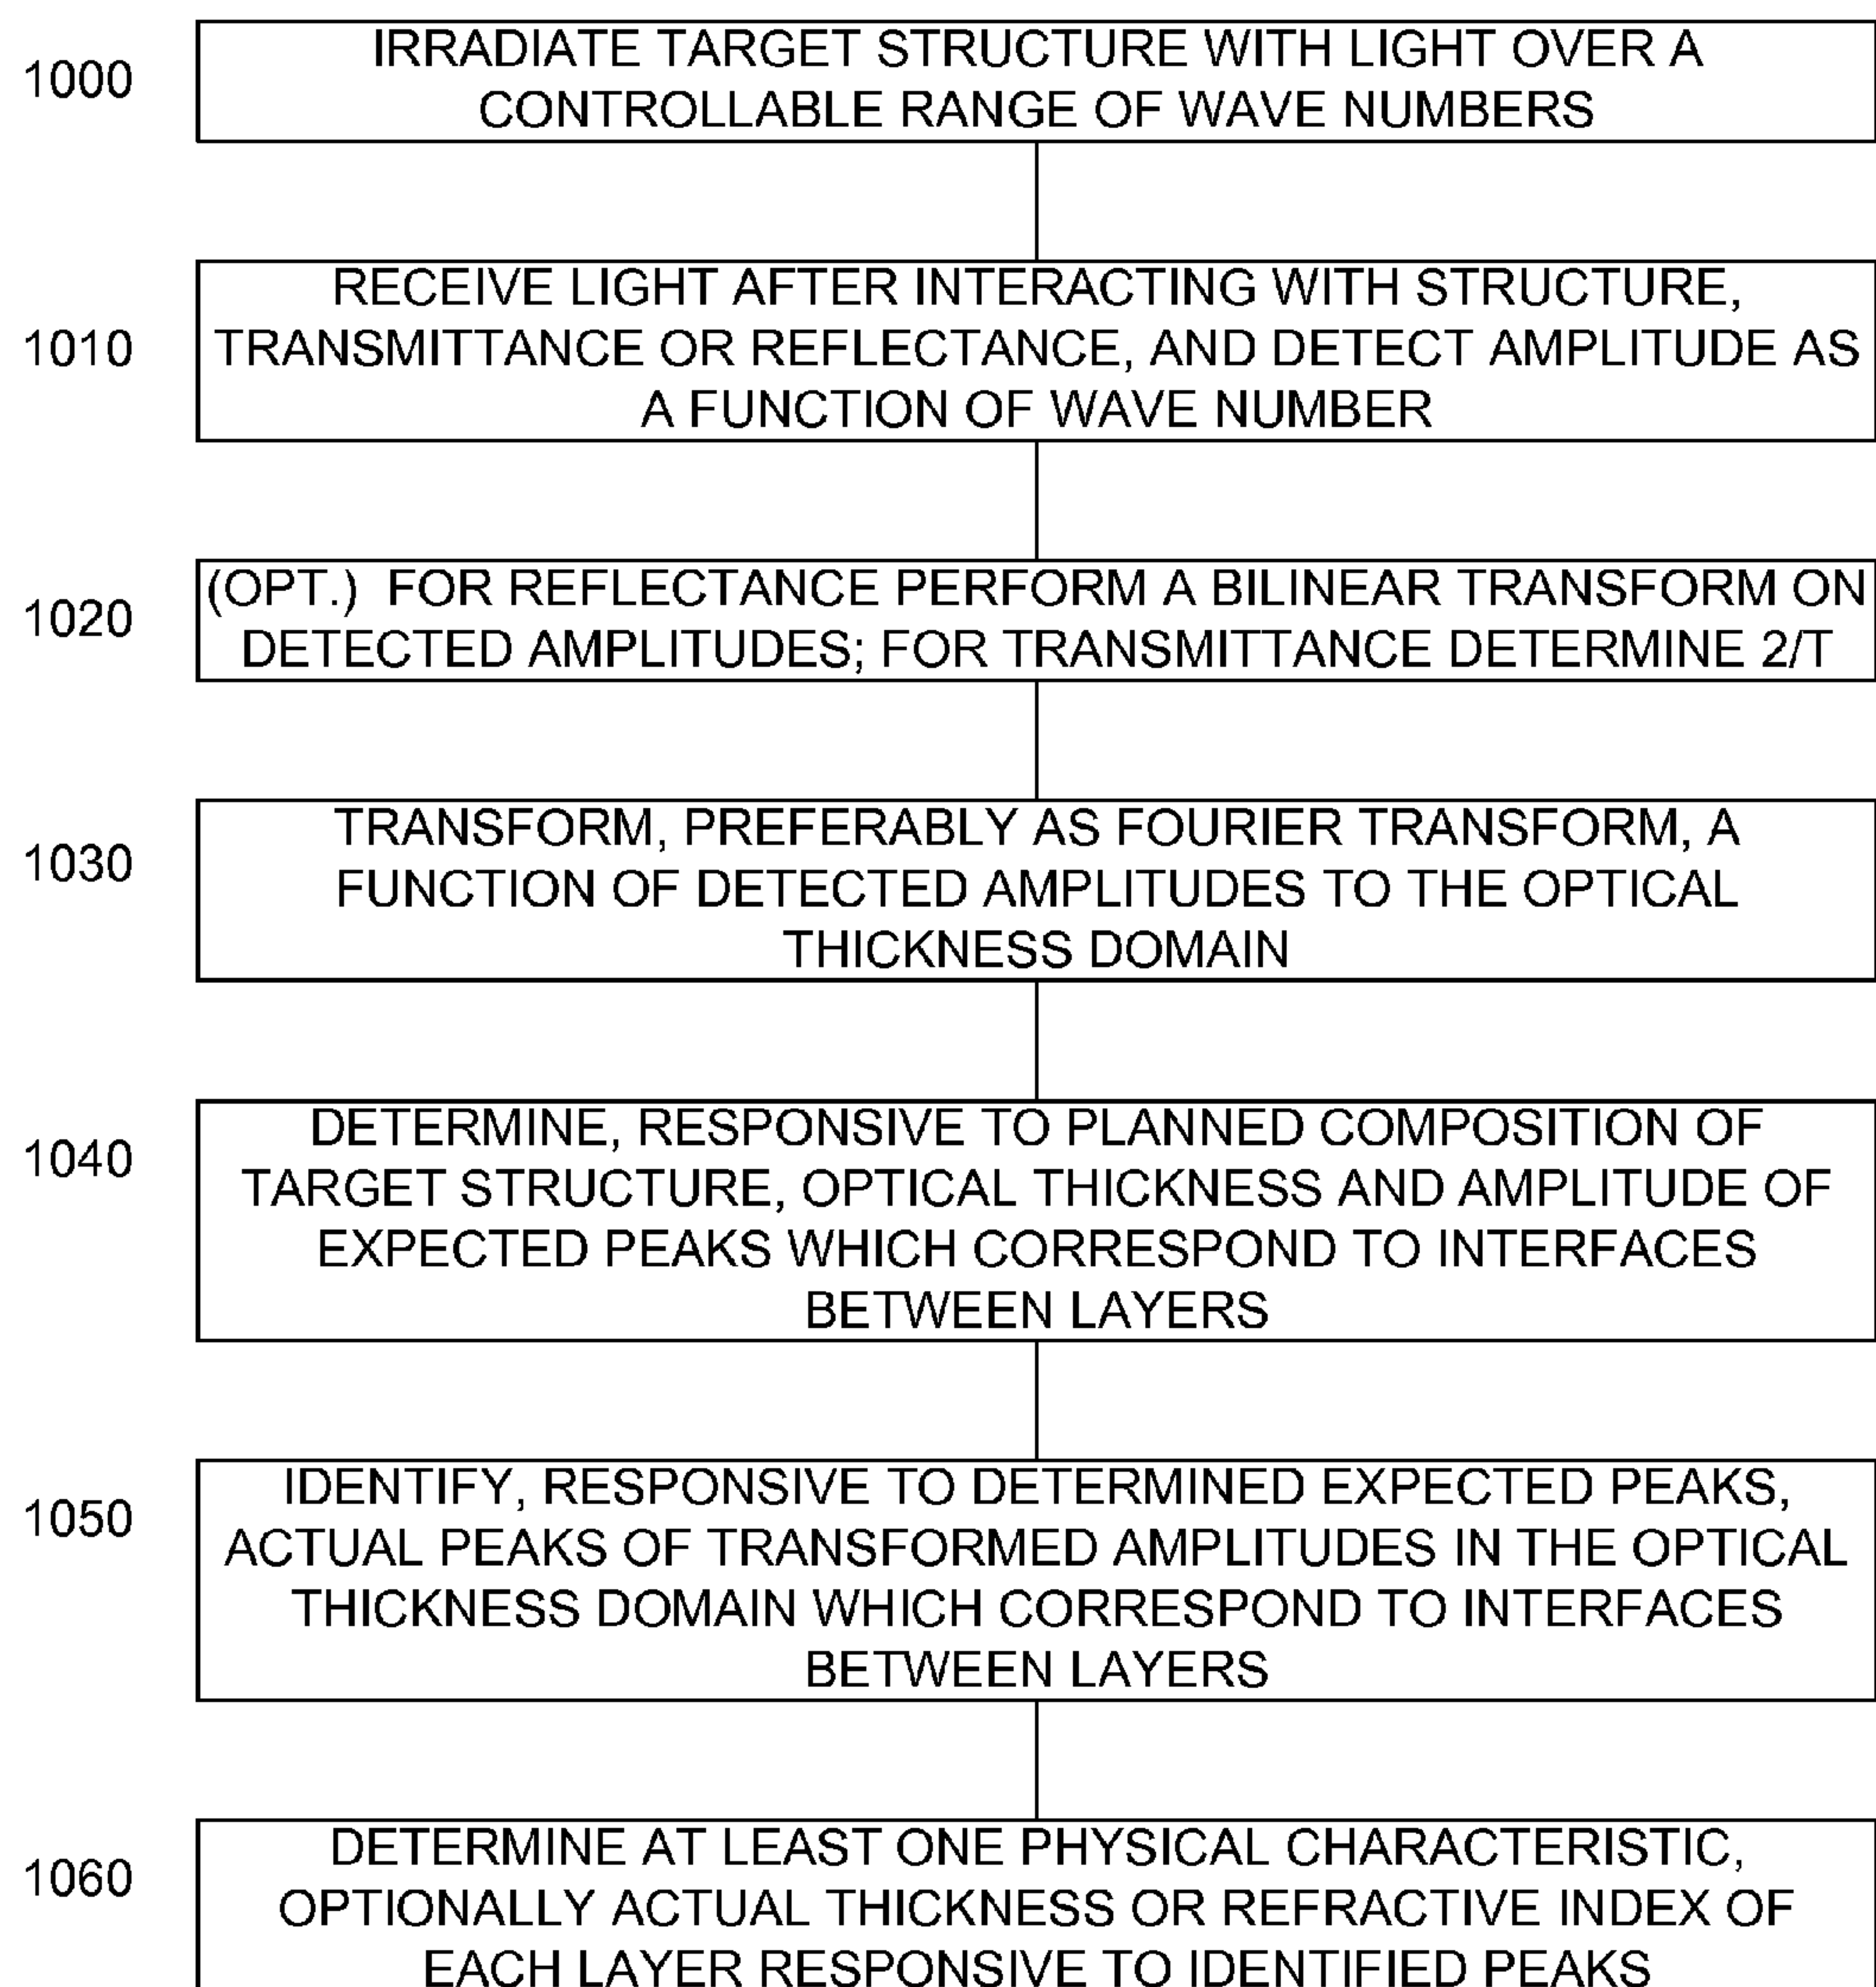 1000
IRRADIATE TARGET STRUCTURE WITH LIGHT OVER A
CONTROLLABLE RANGE OF WAVE NUMBERS
1010
RECEIVE LIGHT AFTER INTERACTING WITH STRUCTURE,
TRANSMITTANCE OR REFLECTANCE, AND DETECT AMPLITUDE AS
A FUNCTION OF WAVE NUMBER
1020
(OPT.) FOR REFLECTANCE PERFORM A BILINEAR TRANSFORM ON
DETECTED AMPLITUDES; FOR TRANSMITTANCE DETERMINE 2/T
1030
TRANSFORM, PREFERABLY AS FOURIER TRANSFORM, A
FUNCTION OF DETECTED AMPLITUDES TO THE OPTICAL
THICKNESS DOMAIN
1040
DETERMINE, RESPONSIVE TO PLANNED COMPOSITION OF
TARGET STRUCTURE, OPTICAL THICKNESS AND AMPLITUDE OF
EXPECTED PEAKS WHICH CORRESPOND TO INTERFACES
BETWEEN LAYERS
1050
IDENTIFY, RESPONSIVE TO DETERMINED EXPECTED PEAKS,
ACTUAL PEAKS OF TRANSFORMED AMPLITUDES IN THE OPTICAL
THICKNESS DOMAIN WHICH CORRESPOND TO INTERFACES
BETWEEN LAYERS
1060
DETERMINE AT LEAST ONE PHYSICAL CHARACTERISTIC,
OPTIONALLY ACTUAL THICKNESS OR REFRACTIVE INDEX OF
EACH LAYER RESPONSIVE TO IDENTIFIED PEAKS